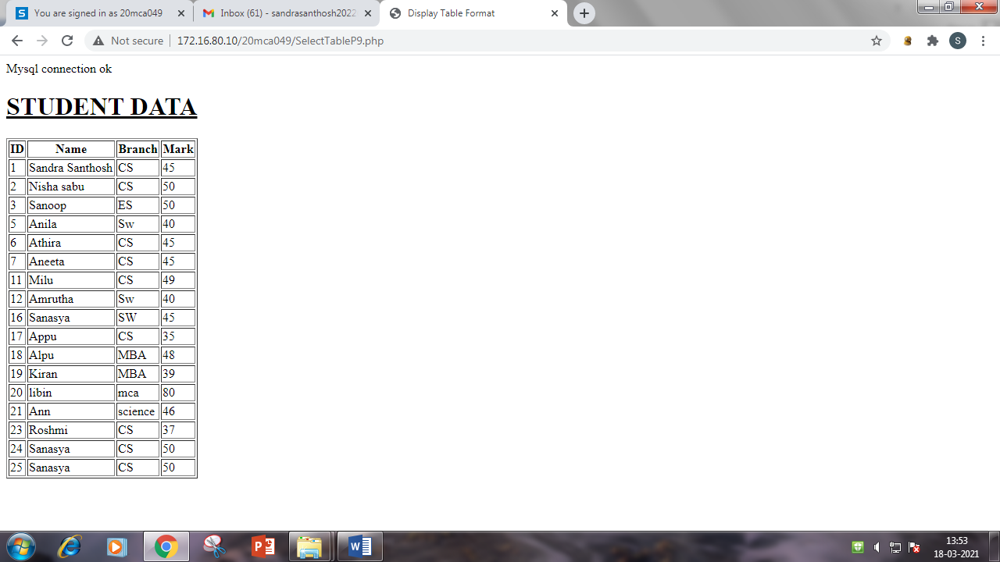 You are signed in as 20mca049
Inbox (61) - sandrasanthosh2022
Display Table Format
Not secure 172.16.80.10/20mca049/SelectTableP9.php
S
Mysql connection ok
STUDENT DATA
ID Name Branch Mark
1 Sandra Santhosh CS 45
2 Nisha sabu CS 50
3 Sanoop ES 50
5 Anila Sw 40
6 Athira CS 45
7 Aneeta CS 45
11 Milu CS 49
12 Amrutha Sw 40
16 Sanasya SW 45
17 Appu CS 35
18 Alpu MBA 48
19 Kiran MBA 39
20 libin mca 80
21 Ann science 46
23 Roshmi CS 37
24 Sanasya CS 50
25 Sanasya CS 50
13:53
18-03-2021